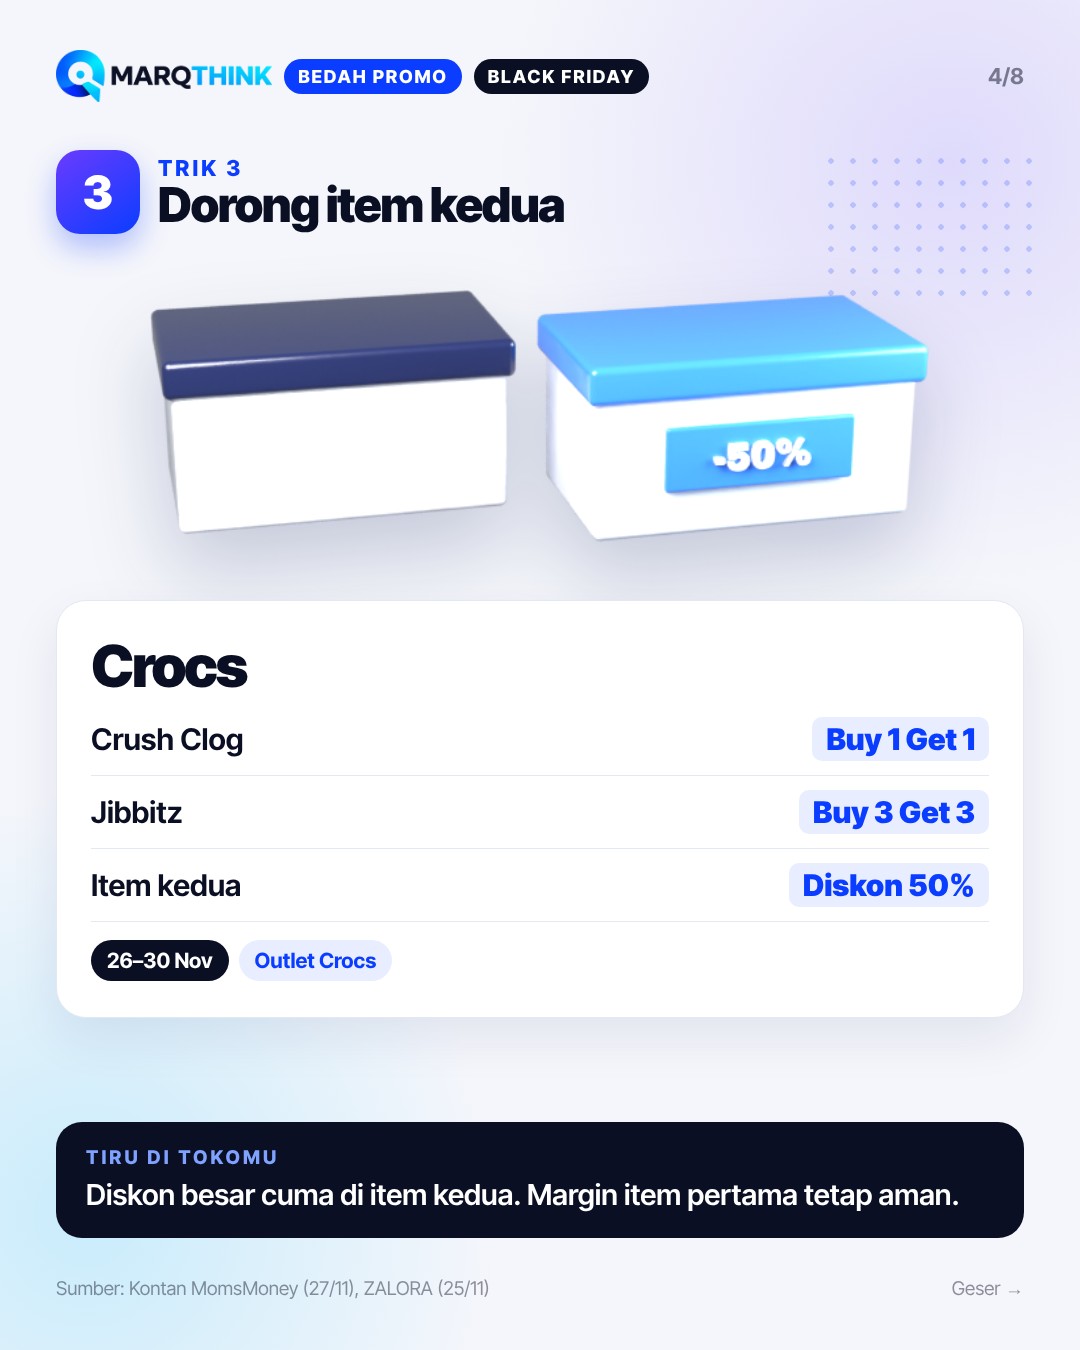 MARQTHINK BEDAH PROMO BLACK FRIDAY 4/8
3
TRIK 3
Dorong item kedua
-50%
Crocs
Crush Clog Buy 1 Get 1
Jibbitz Buy 3 Get 3
Item kedua Diskon 50%
26–30 Nov Outlet Crocs
TIRU DI TOKOMU
Diskon besar cuma di item kedua. Margin item pertama tetap aman.
Sumber: Kontan MomsMoney (27/11), ZALORA (25/11) Geser →